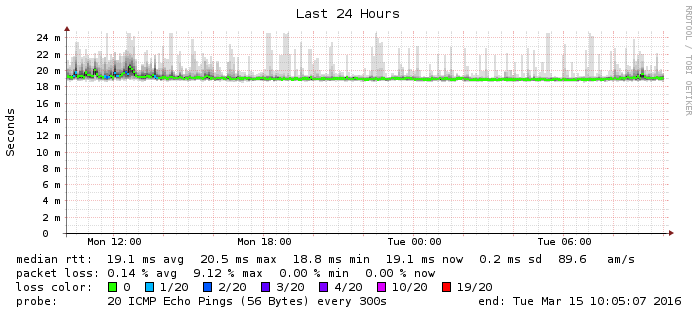 Last 24 Hours
RRDTOOL / TOBI OETIKER
Seconds
24 m
22 m
20 m
18 m
16 m
14 m
12 m
10 m
8 m
6 m
4 m
2 m
0
Mon 12:00 Mon 18:00 Tue 00:00 Tue 06:00
median rtt: 19.1 ms avg 20.5 ms max 18.8 ms min 19.1 ms now 0.2 ms sd 89.6 am/s
packet loss: 0.14 % avg 9.12 % max 0.00 % min 0.00 % now
loss color: 0 1/20 2/20 3/20 4/20 10/20 19/20
probe: 20 ICMP Echo Pings (56 Bytes) every 300s end: Tue Mar 15 10:05:07 2016